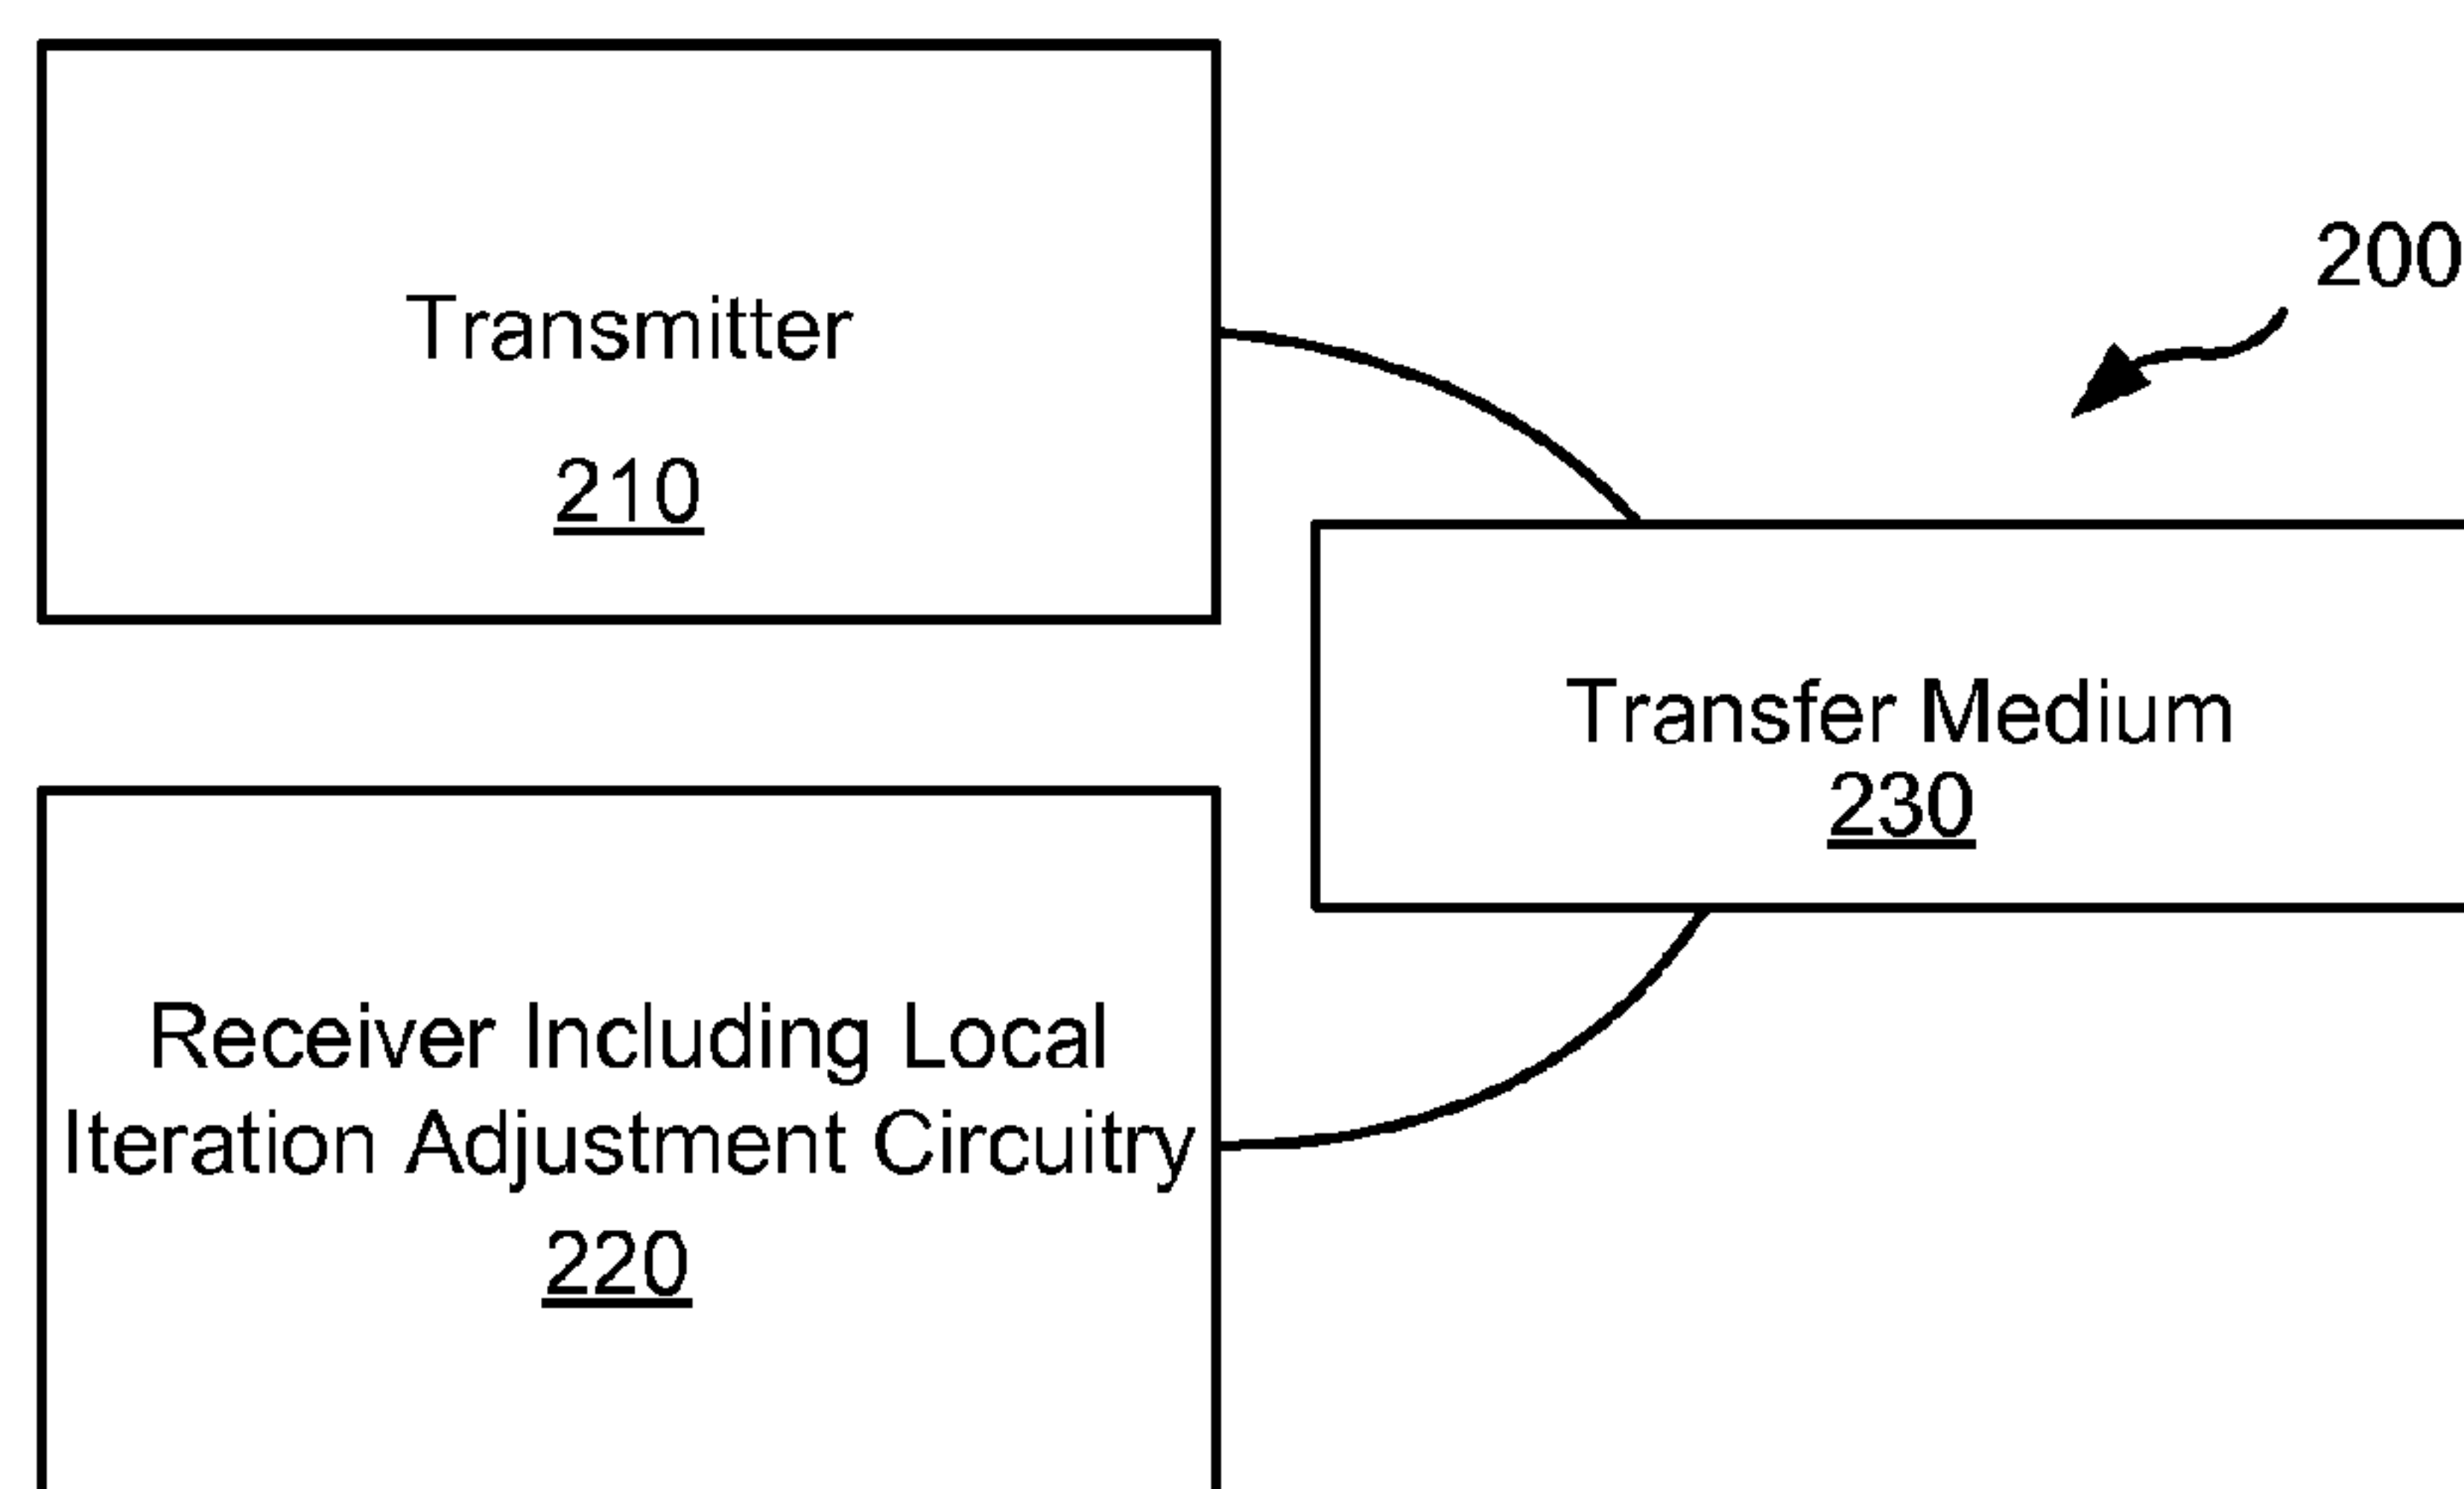 Transmitter
210
200
Transfer Medium
230
Receiver Including Local
Iteration Adjustment Circuitry
220